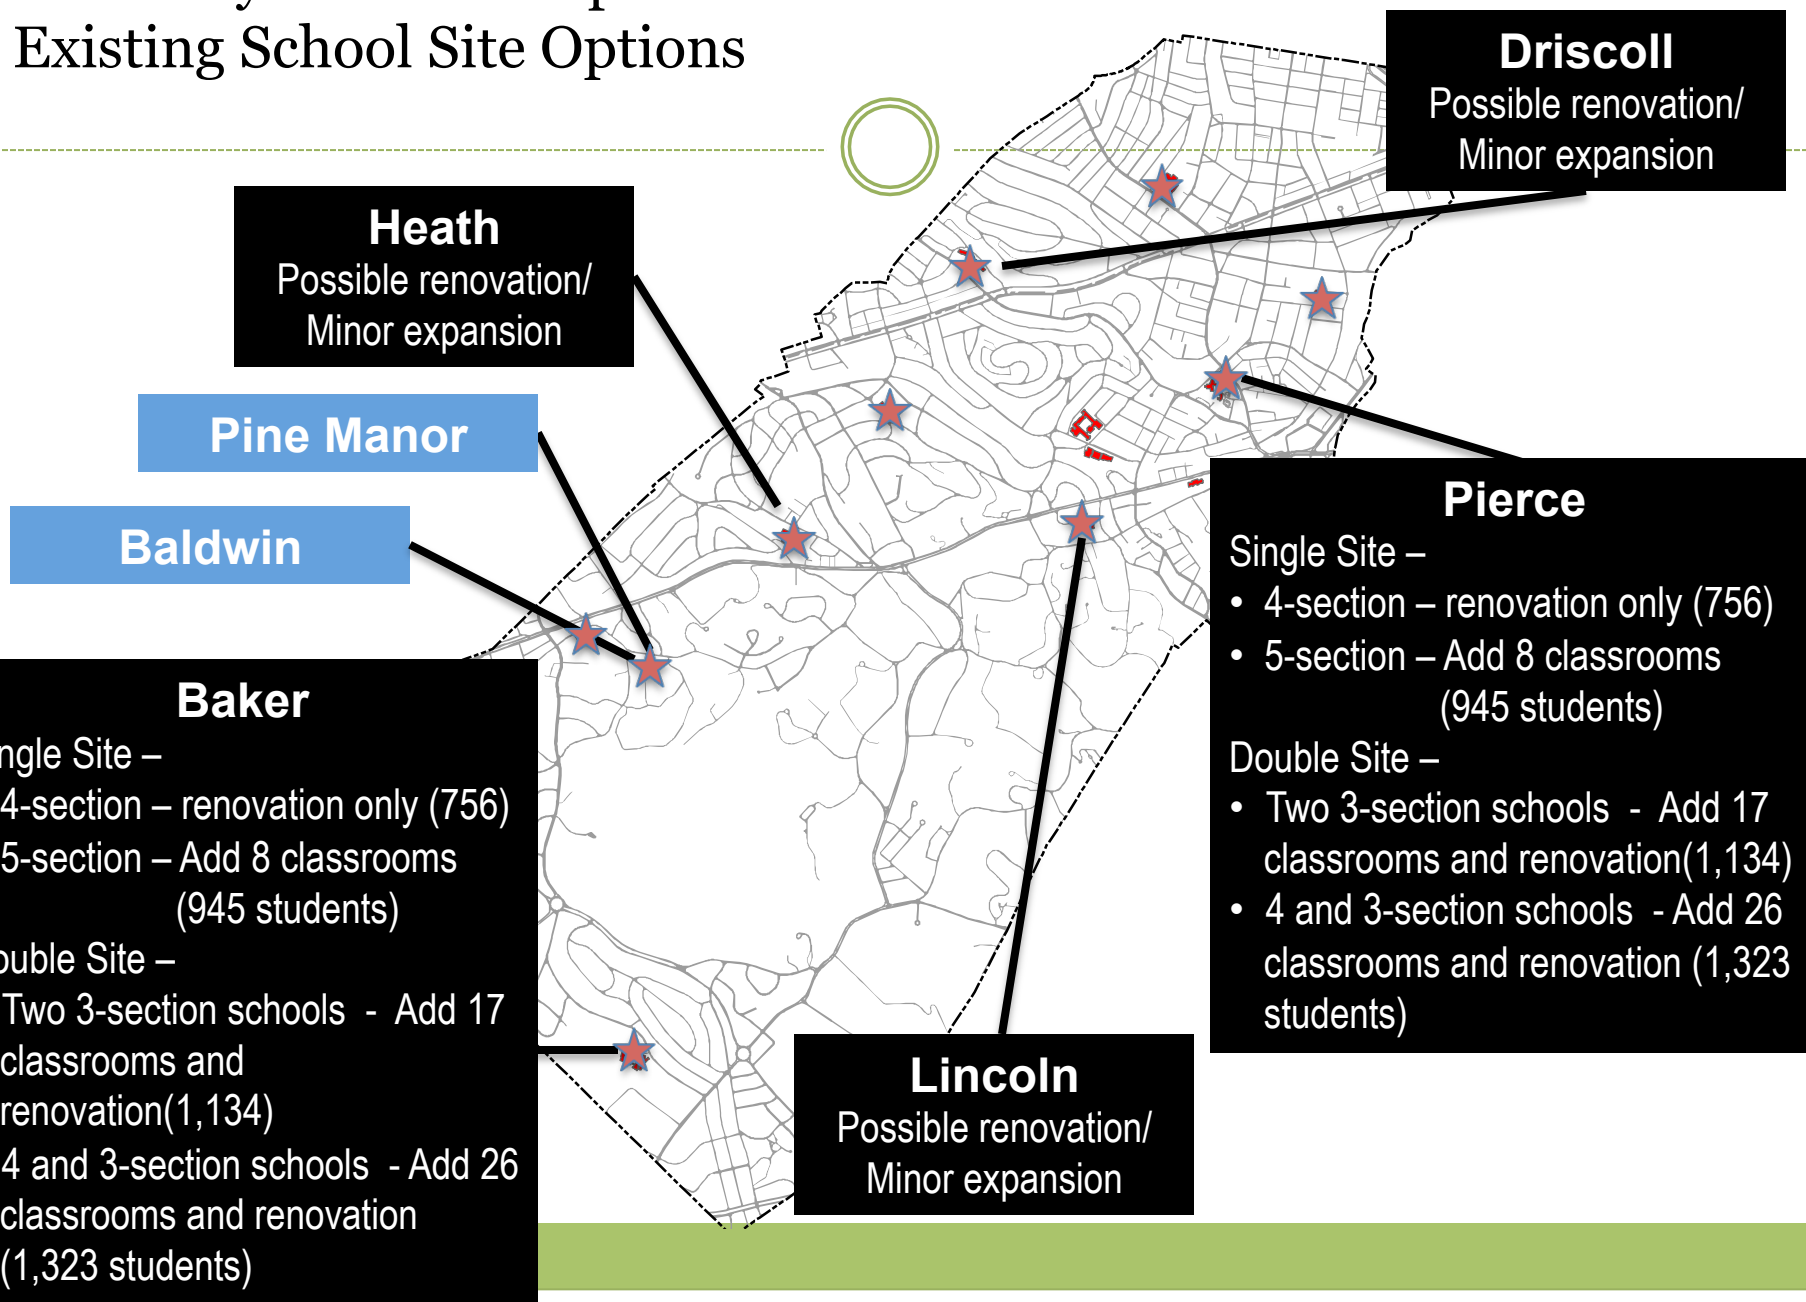 Existing School Site Options
Driscoll
Possible renovation/
Minor expansion
Heath
Possible renovation/
Minor expansion
Pine Manor
Baldwin
Pierce
Single Site –
• 4-section – renovation only (756)
• 5-section – Add 8 classrooms
(945 students)
Double Site –
• Two 3-section schools - Add 17
classrooms and renovation(1,134)
• 4 and 3-section schools - Add 26
classrooms and renovation (1,323
students)
Baker
ngle Site –
4-section – renovation only (756)
5-section – Add 8 classrooms
(945 students)
ouble Site –
Two 3-section schools - Add 17
classrooms and
renovation(1,134)
4 and 3-section schools - Add 26
classrooms and renovation
(1,323 students)
Lincoln
Possible renovation/
Minor expansion